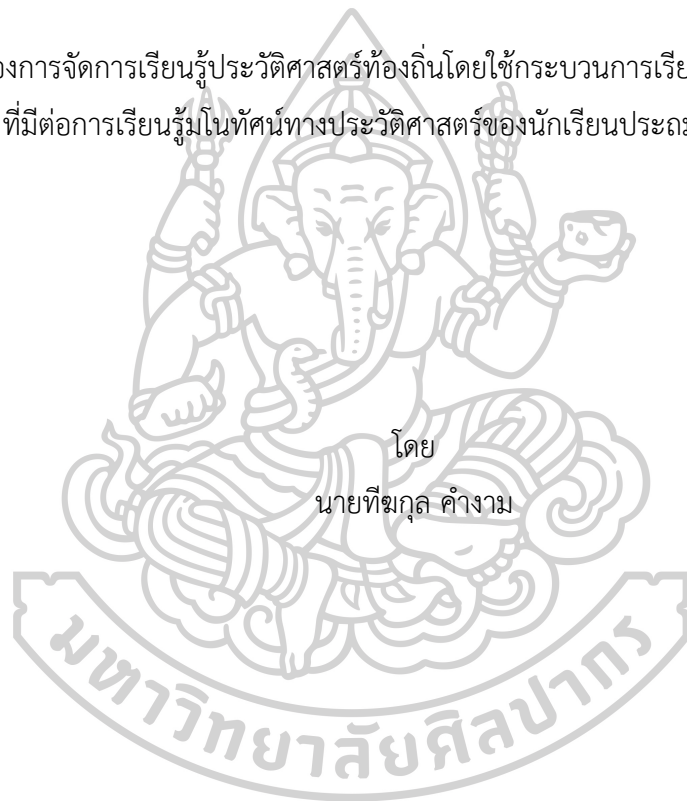 องการจัดการเรียนรู้ประวัติศาสตร์ท้องถิ่นโดยใช้กระบวนการเรีย
ที่มีต่อการเรียนรู้มโนทัศน์ทางประวัติศาสตร์ของนักเรียนประถม
โดย
นายทีฆกุล คำงาม
มหาวิทยาลัยศิลปากร